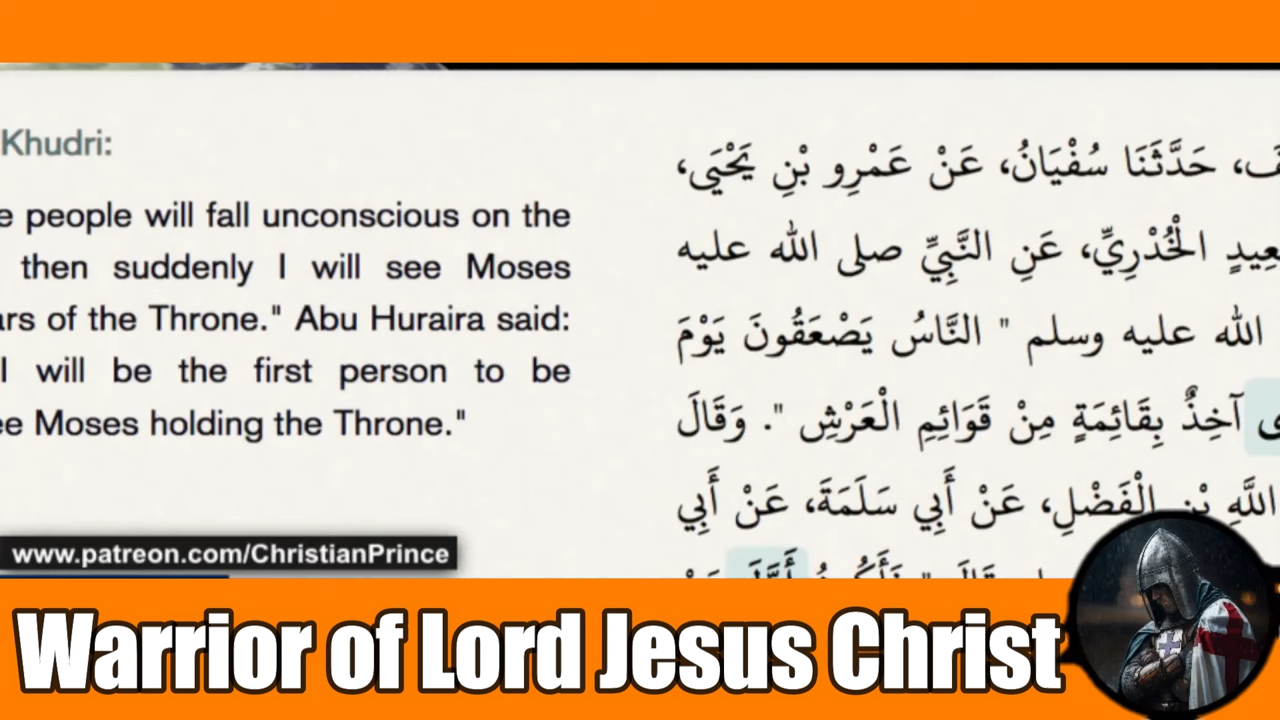 Khudri:
people will fall unconscious on the
then suddenly I will see Moses
of the Throne." Abu Huraira said:
I will be the first person to be
Moses holding the Throne."
حَدَّثَنَا سُفْيَانُ، عَنْ عَمْرِو بْنِ يَحْيَى،
الْخُدْرِيِّ، عَنِ النَّبِيِّ صلى الله عليه
الله عليه وسلم " النَّاسُ يَصْعَقُونَ يَوْمَ
آخِذٌ بِقَائِمَةٍ مِنْ قَوَائِمِ الْعَرْشِ ". وَقَالَ
اللَّهِ بْنِ الْفَضْلِ، عَنْ أَبِي سَلَمَةَ، عَنْ أَبِي
www.patreon.com/ChristianPrince
Warrior of Lord Jesus Christ